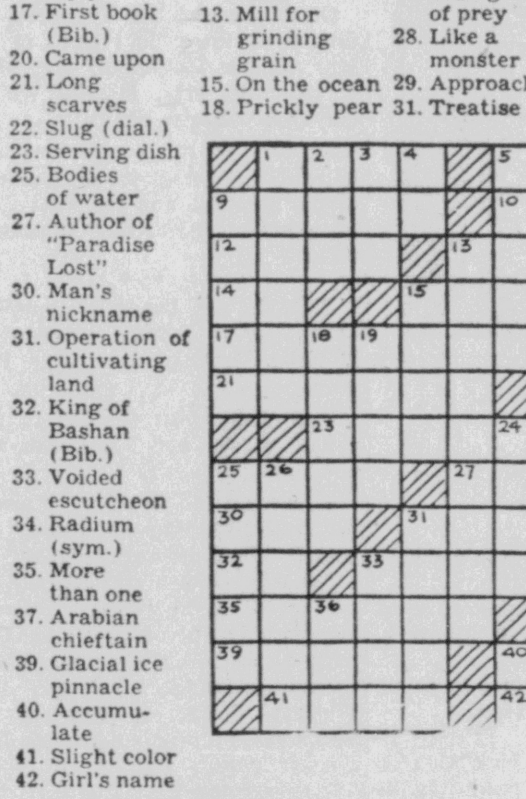 17. First book
(Bib.)
20. Came upon
21. Long
scarves
22. Slug (dial.)
23. Serving dish
25. Bodies
of water
27. Author of
"Paradise
Lost"
30. Man's
nickname
31. Operation of
cultivating
land
32. King of
Bashan
(Bib.)
33. Voided
escutcheon
34. Radium
(sym.)
35. More
than one
37. Arabian
chieftain
39. Glacial ice
pinnacle
40. Accumu-
late
41. Slight color
42. Girl's name
13. Mill for
grinding
grain
15. On the ocean
18. Prickly pear
of prey
28. Like a
monster
29. Approach
31. Treatise
1 2 3 4 5
9 10
12 13
14 15
17 18 19
21
23 24
25 26 27
30 31
32 33
35 36
39 40
41 42